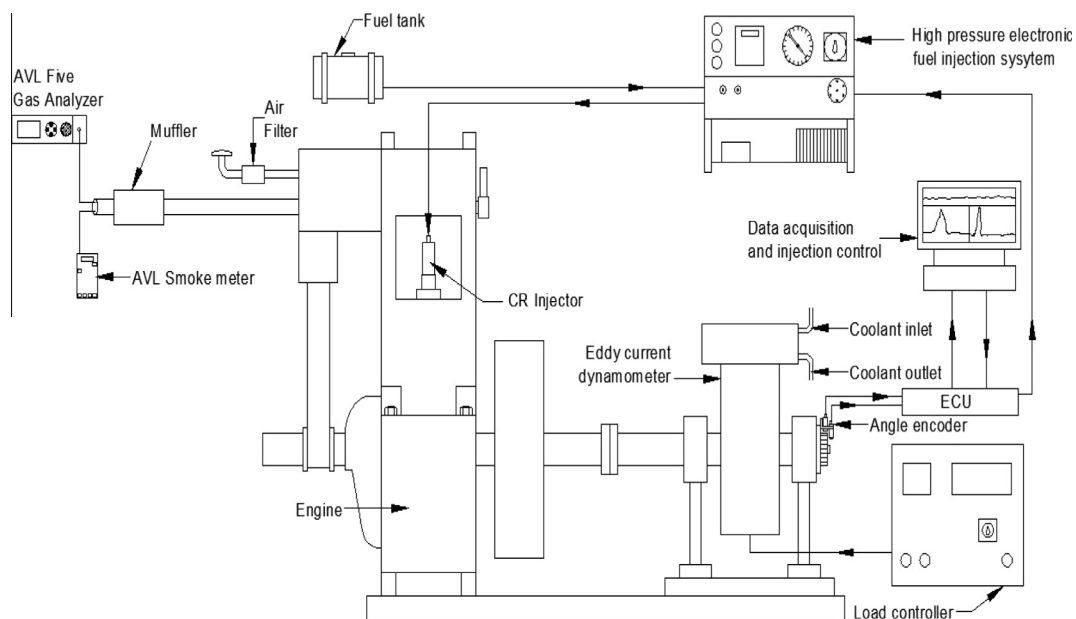 Fuel tank
High pressure electronic
fuel injection sysytem
AVL Five
Gas Analyzer
Muffler
Air
Filter
AVL Smoke meter
CR Injector
Data acquisition
and injection control
Coolant inlet
Eddy current
dynamometer
Coolant outlet
ECU
Angle encoder
Engine
Load controller